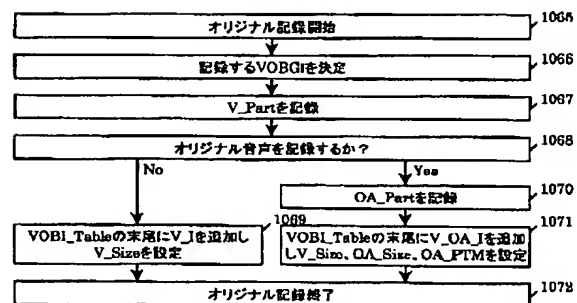 オリジナル記録開始 1065
記録するVOBGIを決定 1066
V_Partを記録 1067
オリジナル音声を記録するか? 1068
No
Yes
OA_Partを記録 1070
1069
1071
VOBI_Tableの末尾にV_Iを追加し
V_Sizeを設定
VOBI_Tableの末尾にV_OA_Iを追加
しV_Size、OA_Size、OA_PTMを設定
オリジナル記録終了 1072